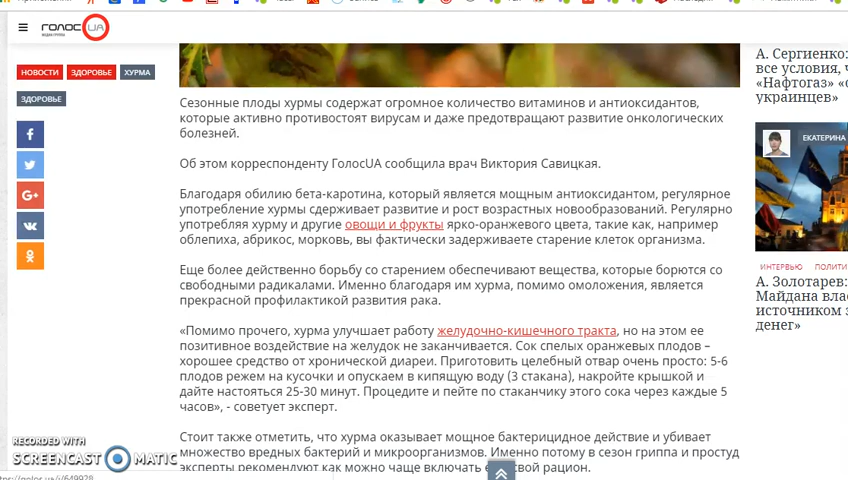 ГОЛОС UA
НОВОСТИ
ЗДОРОВЬЕ
ХУРМА
ЗДОРОВЬЕ
Сезонные плоды хурмы содержат огромное количество витаминов и антиоксидантов,
которые активно противостоят вирусам и даже предотвращают развитие онкологических
болезней.
Об этом корреспонденту ГолосUA сообщила врач Виктория Савицкая.
Благодаря обилию бета-каротина, который является мощным антиоксидантом, регулярное
употребление хурмы сдерживает развитие и рост возрастных новообразований. Регулярно
употребляя хурму и другие овощи и фрукты ярко-оранжевого цвета, такие как, например
облепиха, абрикос, морковь, вы фактически задерживаете старение клеток организма.
Еще более действенно борьбу со старением обеспечивают вещества, которые борются со
свободными радикалами. Именно благодаря им хурма, помимо омоложения, является
прекрасной профилактикой развития рака.
«Помимо прочего, хурма улучшает работу желудочно-кишечного тракта, но на этом ее
позитивное воздействие на желудок не заканчивается. Сок спелых оранжевых плодов –
хорошее средство от хронической диареи. Приготовить целебный отвар очень просто: 5-6
плодов режем на кусочки и опускаем в кипящую воду (3 стакана), накройте крышкой и
дайте настояться 25-30 минут. Процедите и пейте по стаканчику этого сока через каждые 5
часов», - советует эксперт.
Стоит также отметить, что хурма оказывает мощное бактерицидное действие и убивает
множество вредных бактерий и микроорганизмов. Именно потому в сезон гриппа и простуд
эксперты рекомендуют как можно чаще включать свой рацион.
А. Сергиенко:
все условия,
«Нафтогаз»
украинцев»
ЕКАТЕРИНА
ИНТЕРВЬЮ ПОЛИТИ
А. Золотарев:
Майдана
источником
денег»
RECORDED WITH
SCREENCAST MATIC